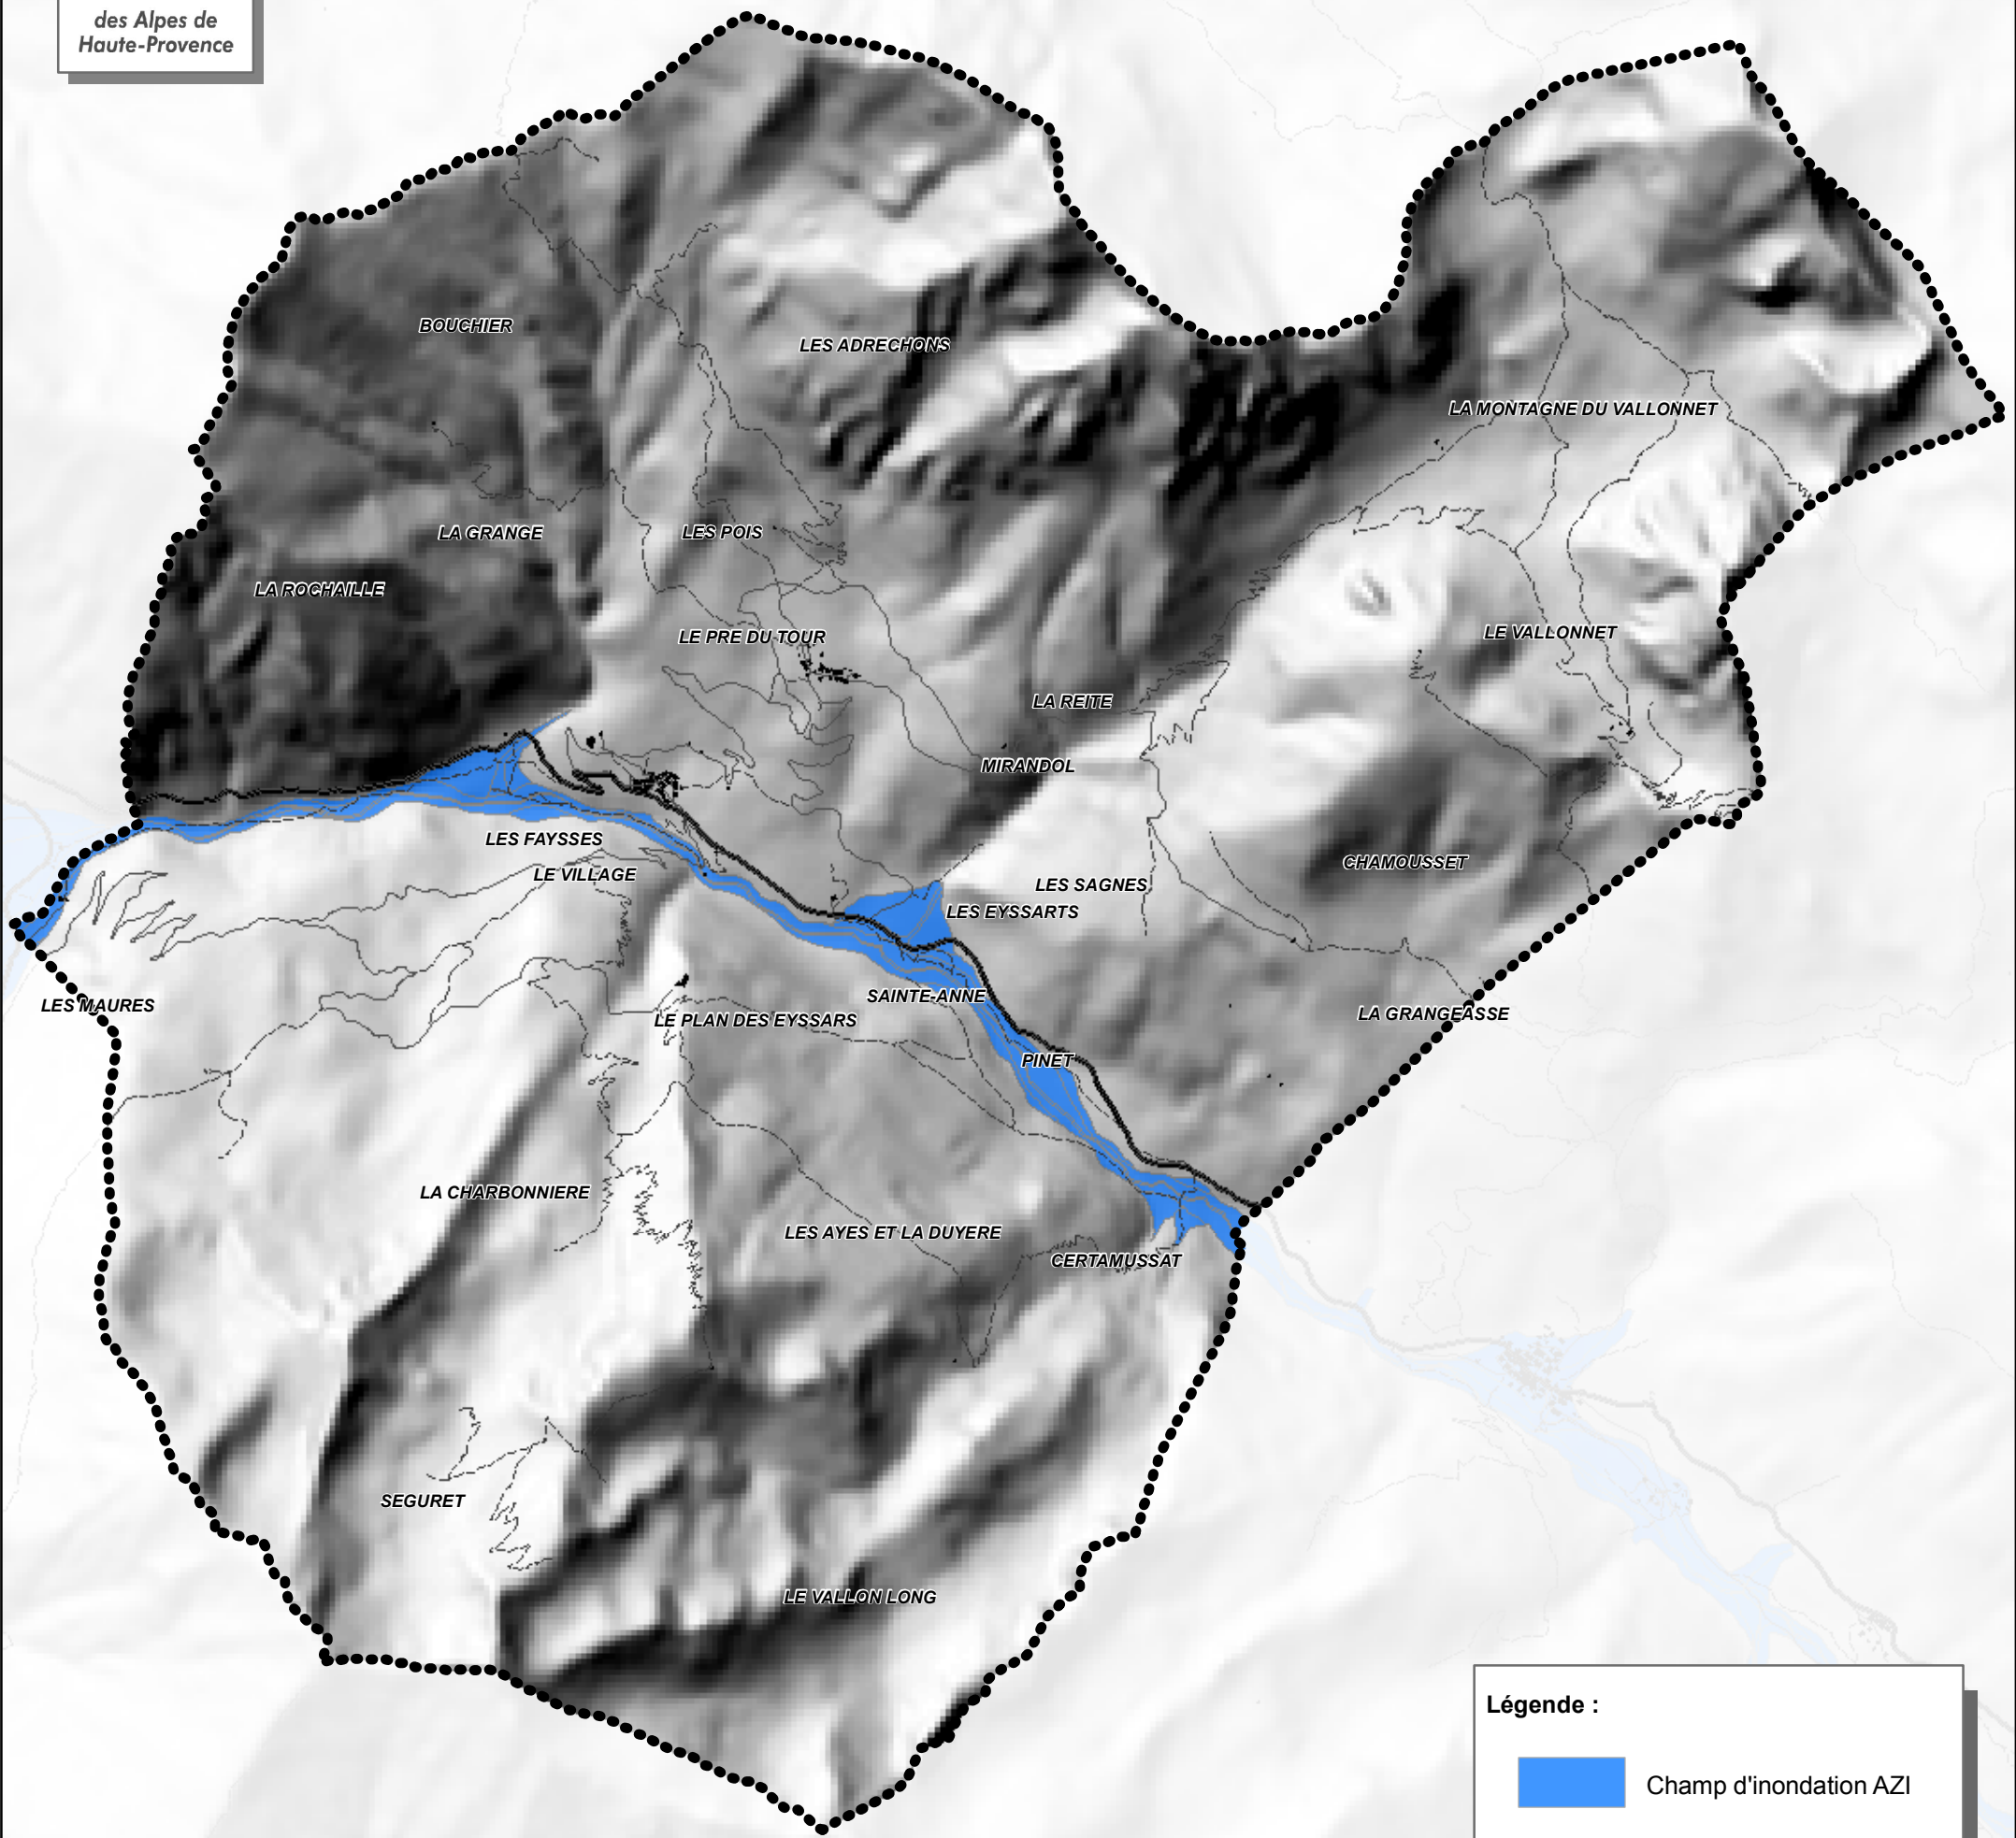 des Alpes de
Haute-Provence
BOUCHIER
LES ADRECHONS
LA MONTAGNE DU VALLONNET
LA GRANGE
LES POIS
LA ROCHAILLE
LE PRE DU TOUR
LE VALLONNET
LA REITE
MIRANDOL
LES FAYSSES
LE VILLAGE
CHAMOUSSET
LES SAGNES
LES EYSSARTS
SAINTE-ANNE
LES MAURES
LE PLAN DES EYSSARS
LA GRANGEASSE
PINET
LA CHARBONNIERE
LES AYES ET LA DUYERE
CERTAMUSSAT
SEGURET
LE VALLON LONG
Légende :
Champ d'inondation AZI